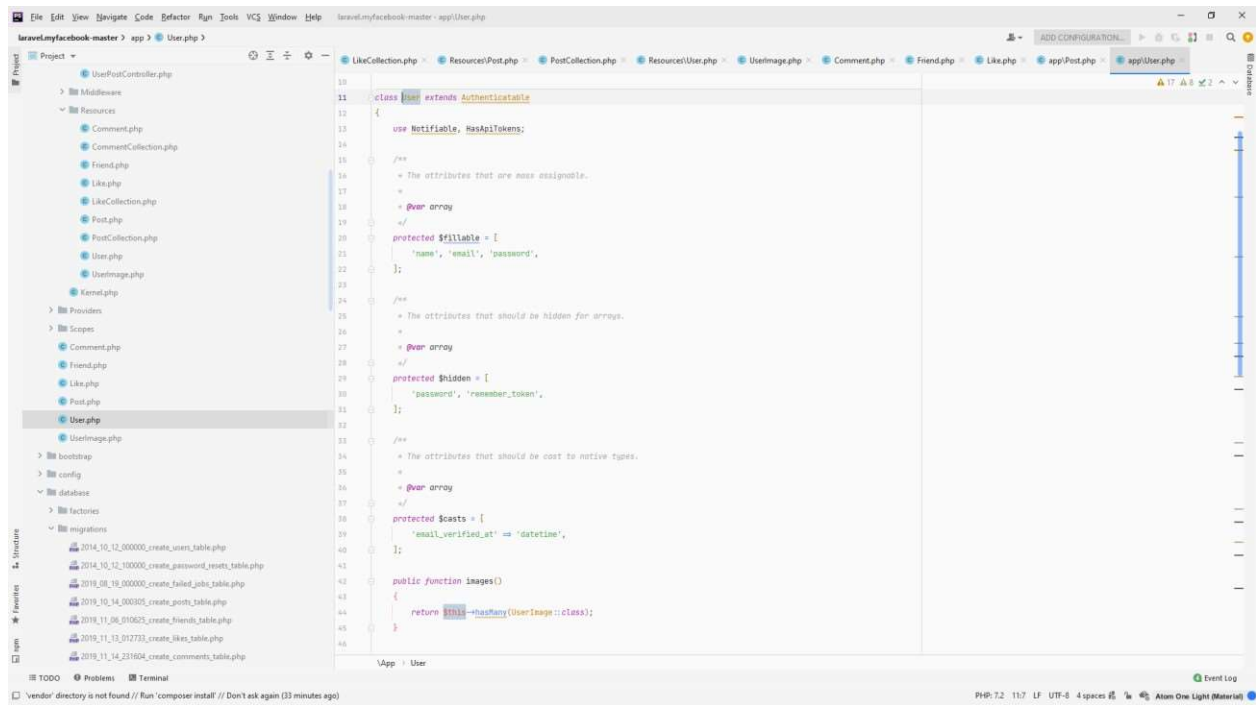 File Edit View Navigate Code Refactor Run Tools VCS Window Help laravel.myfacebook-master - app\User.php
laravel.myfacebook-master > app > User.php >
ADD CONFIGURATION...
Project
LikeCollection.php Resources\Post.php PostCollection.php Resources\User.php UserImage.php Comment.php Friend.php Like.php app\Post.php app\User.php
Project
Database
17 8 2
UserPostController.php
Middleware
Resources
Comment.php
CommentCollection.php
Friend.php
Like.php
LikeCollection.php
Post.php
PostCollection.php
User.php
UserImage.php
Kernel.php
Providers
Scopes
Comment.php
Friend.php
Like.php
Post.php
User.php
UserImage.php
bootstrap
config
database
factories
migrations
2014_10_12_000000_create_users_table.php
2014_10_12_100000_create_password_resets_table.php
2019_08_19_000000_create_failed_jobs_table.php
2019_10_14_000305_create_posts_table.php
2019_11_06_010625_create_friends_table.php
2019_11_13_012733_create_likes_table.php
2019_11_14_231604_create_comments_table.php
Structure
Favorites
npm
10
11 class User extends Authenticatable
12 {
13 use Notifiable, HasApiTokens;
14
15 /**
16 * The attributes that are mass assignable.
17 *
18 * @var array
19 */
20 protected $fillable = [
21 'name', 'email', 'password',
22 ];
23
24 /**
25 * The attributes that should be hidden for arrays.
26 *
27 * @var array
28 */
29 protected $hidden = [
30 'password', 'remember_token',
31 ];
32
33 /**
34 * The attributes that should be cast to native types.
35 *
36 * @var array
37 */
38 protected $casts = [
39 'email_verified_at' => 'datetime',
40 ];
41
42 public function images()
43 {
44 return $this->hasMany(UserImage::class);
45 }
46
\App > User
TODO Problems Terminal
Event Log
'vendor' directory is not found // Run 'composer install' // Don't ask again (33 minutes ago)
PHP: 7.2 11:7 LF UTF-8 4 spaces Atom One Light (Material)